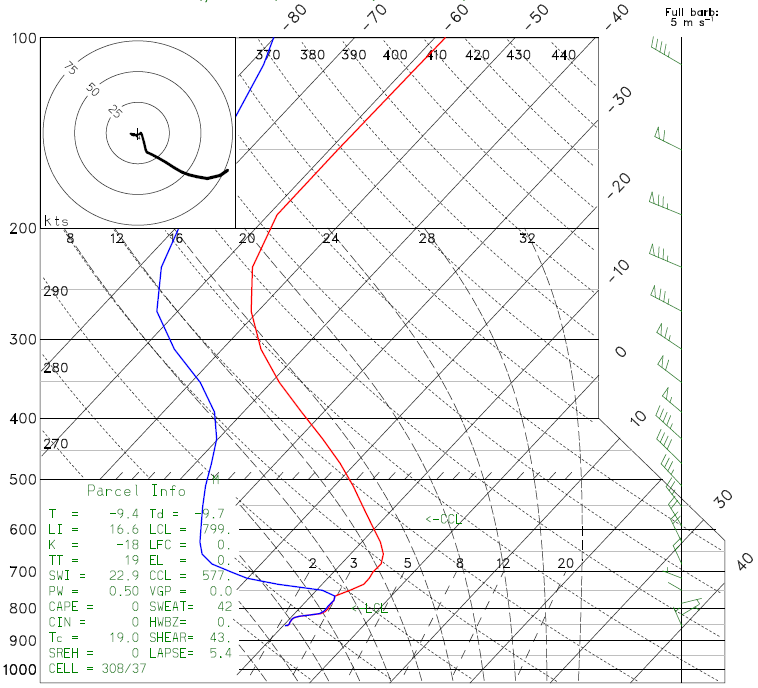 -80 -70 -60 -50 -40
Full barb:
5 m s⁻¹
100
370 380 390 400 410 420 430 440
75
50
25
-30
-20
kts
200
8 12 16 20 24 28 32
-10
290
300
0
280
400
10
270
500
Parcel Info
30
T = -9.4 Td = -9.7
<-CCL
LI = 16.6 LCL = 799.
600
K = -18 LFC = 0.
40
TT = 19 EL = 0.
2 3 5 8 12 20
700
SWI = 22.9 CCL = 577.
PW = 0.50 VGP = 0.0
800
CAPE = 0 SWEAT= 42
<-LCL
CIN = 0 HWBZ= 0.
900
Tc = 19.0 SHEAR= 43.
SREH = 0 LAPSE= 5.4
1000
CELL = 308/37